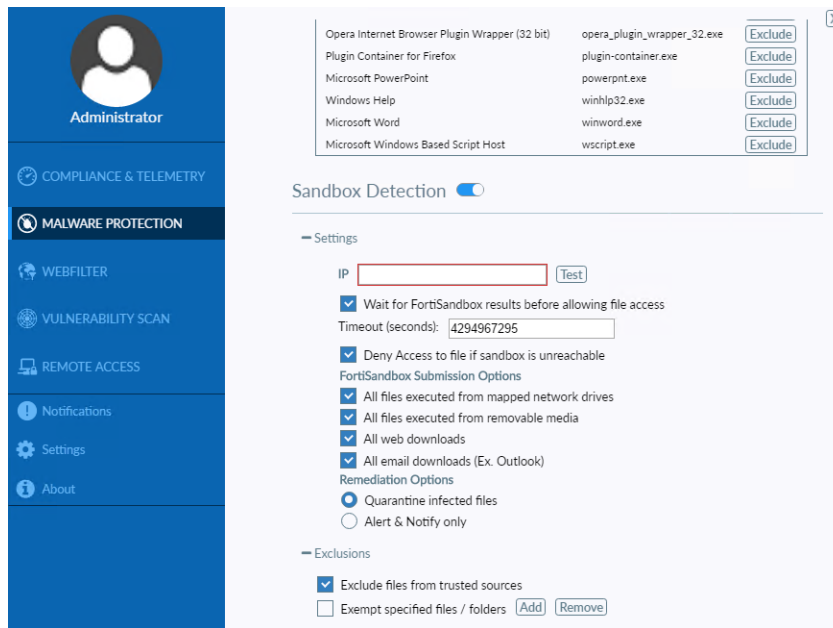 Administrator
COMPLIANCE & TELEMETRY
MALWARE PROTECTION
WEBFILTER
VULNERABILITY SCAN
REMOTE ACCESS
Notifications
Settings
About
Opera Internet Browser Plugin Wrapper (32 bit) opera_plugin_wrapper_32.exe Exclude
Plugin Container for Firefox plugin-container.exe Exclude
Microsoft PowerPoint powerpnt.exe Exclude
Windows Help winhlp32.exe Exclude
Microsoft Word winword.exe Exclude
Microsoft Windows Based Script Host wscript.exe Exclude
Sandbox Detection
Settings
IP Test
Wait for FortiSandbox results before allowing file access
Timeout (seconds): 4294967295
Deny Access to file if sandbox is unreachable
FortiSandbox Submission Options
All files executed from mapped network drives
All files executed from removable media
All web downloads
All email downloads (Ex. Outlook)
Remediation Options
Quarantine infected files
Alert & Notify only
Exclusions
Exclude files from trusted sources
Exempt specified files / folders Add Remove